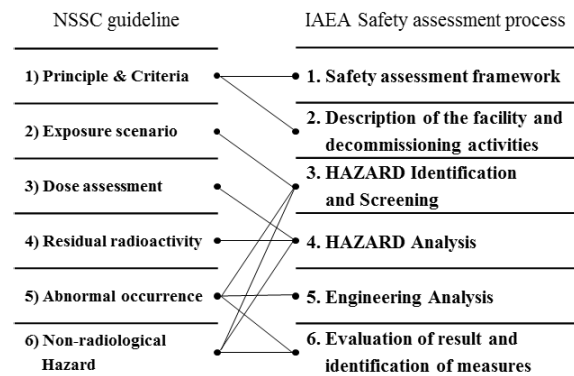 NSSC guideline
IAEA Safety assessment process
1) Principle & Criteria
1. Safety assessment framework
2) Exposure scenario
2. Description of the facility and
decommissioning activities
3) Dose assessment
3. HAZARD Identification
and Screening
4) Residual radioactivity
4. HAZARD Analysis
5) Abnormal occurrence
5. Engineering Analysis
6) Non-radiological
Hazard
6. Evaluation of result and
identification of measures